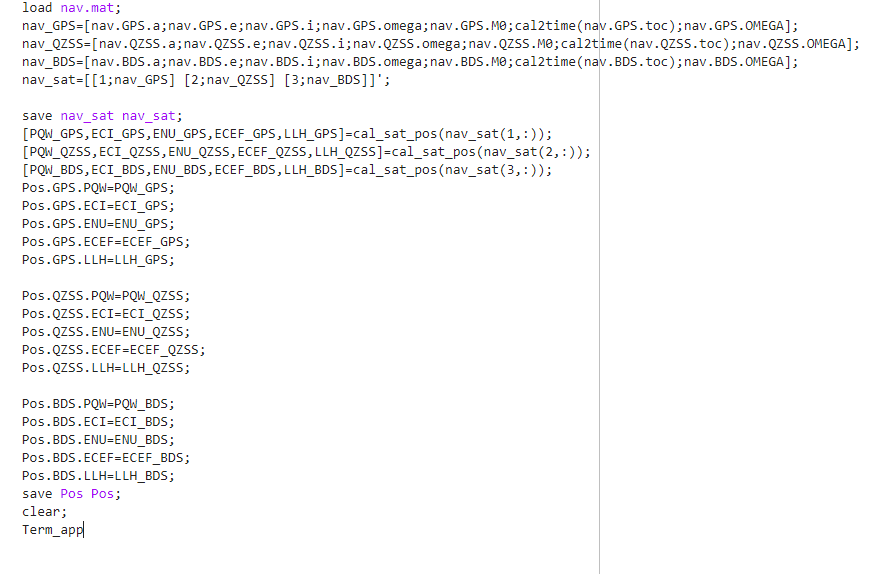 load nav.mat;
nav_GPS=[nav.GPS.a;nav.GPS.e;nav.GPS.i;nav.GPS.omega;nav.GPS.M0;cal2time(nav.GPS.toc);nav.GPS.OMEGA];
nav_QZSS=[nav.QZSS.a;nav.QZSS.e;nav.QZSS.i;nav.QZSS.omega;nav.QZSS.M0;cal2time(nav.QZSS.toc);nav.QZSS.OMEGA];
nav_BDS=[nav.BDS.a;nav.BDS.e;nav.BDS.i;nav.BDS.omega;nav.BDS.M0;cal2time(nav.BDS.toc);nav.BDS.OMEGA];
nav_sat=[[1;nav_GPS] [2;nav_QZSS] [3;nav_BDS]]';
save nav_sat nav_sat;
[PQW_GPS,ECI_GPS,ENU_GPS,ECEF_GPS,LLH_GPS]=cal_sat_pos(nav_sat(1,:));
[PQW_QZSS,ECI_QZSS,ENU_QZSS,ECEF_QZSS,LLH_QZSS]=cal_sat_pos(nav_sat(2,:));
[PQW_BDS,ECI_BDS,ENU_BDS,ECEF_BDS,LLH_BDS]=cal_sat_pos(nav_sat(3,:));
Pos.GPS.PQW=PQW_GPS;
Pos.GPS.ECI=ECI_GPS;
Pos.GPS.ENU=ENU_GPS;
Pos.GPS.ECEF=ECEF_GPS;
Pos.GPS.LLH=LLH_GPS;
Pos.QZSS.PQW=PQW_QZSS;
Pos.QZSS.ECI=ECI_QZSS;
Pos.QZSS.ENU=ENU_QZSS;
Pos.QZSS.ECEF=ECEF_QZSS;
Pos.QZSS.LLH=LLH_QZSS;
Pos.BDS.PQW=PQW_BDS;
Pos.BDS.ECI=ECI_BDS;
Pos.BDS.ENU=ENU_BDS;
Pos.BDS.ECEF=ECEF_BDS;
Pos.BDS.LLH=LLH_BDS;
save Pos Pos;
clear;
Term_app